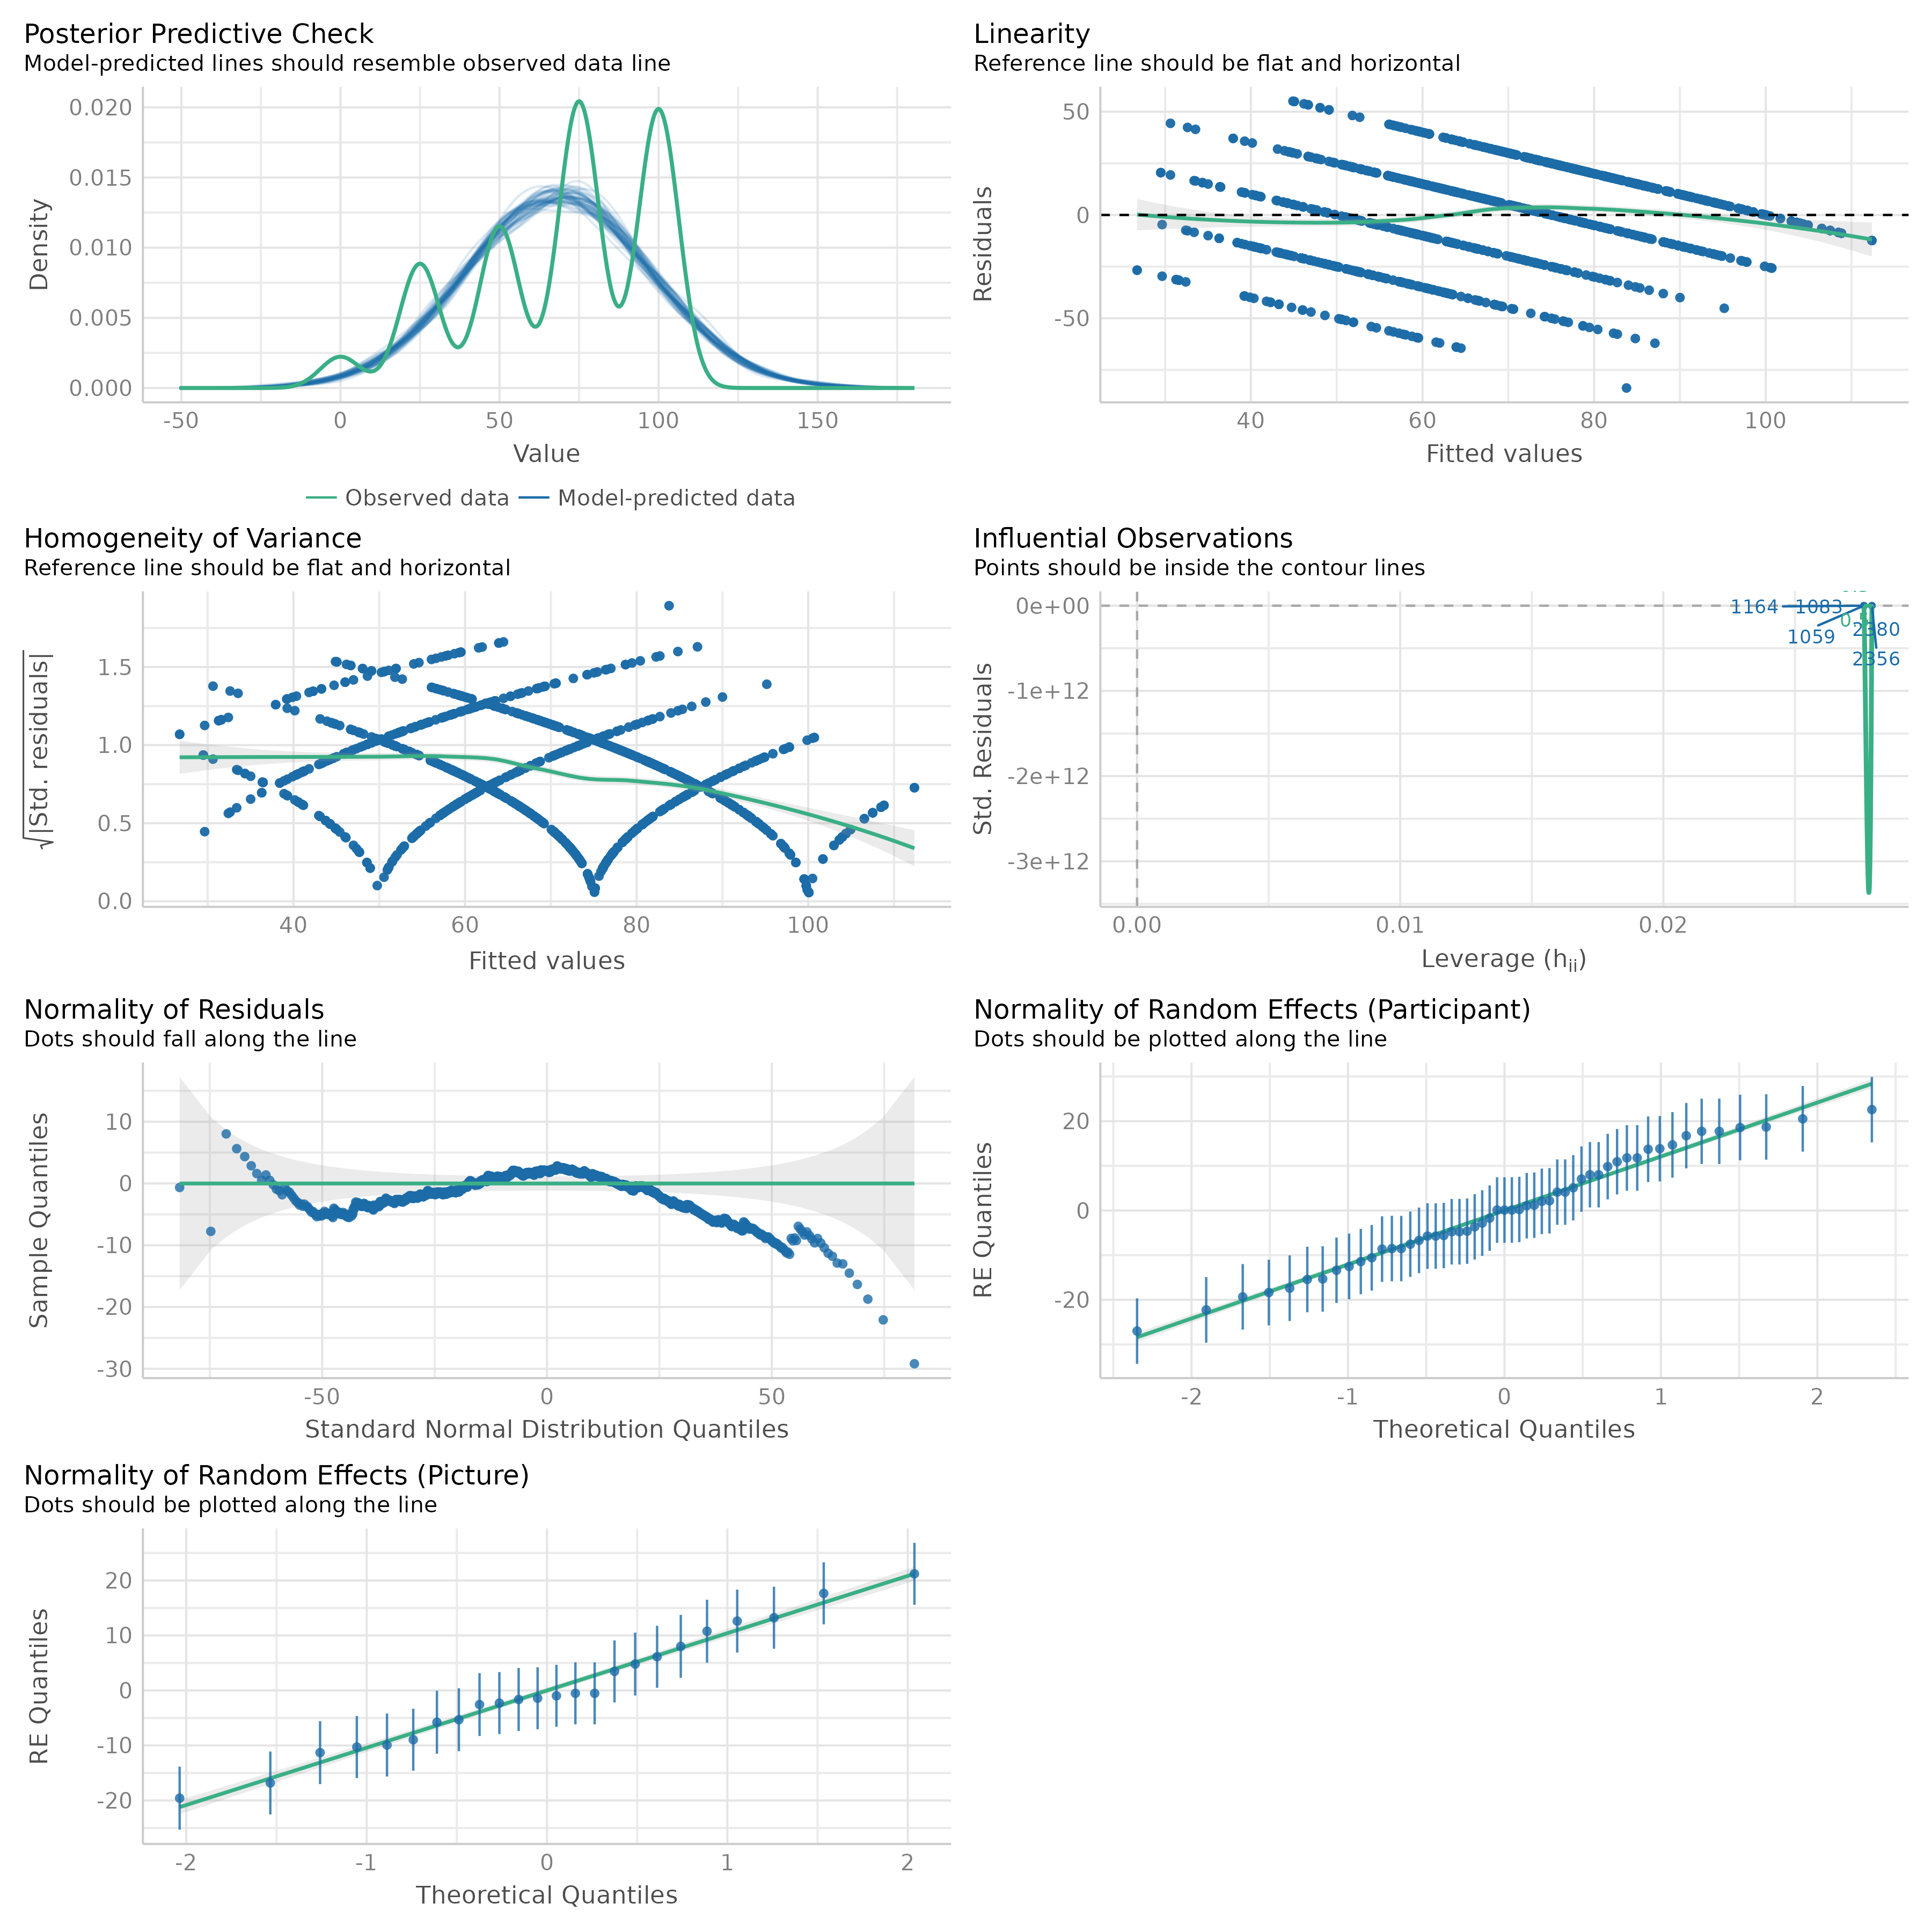 Posterior Predictive Check
Model-predicted lines should resemble observed data line
0.020
0.015
0.010
0.005
0.000
Density
-50 0 50 100 150
Value
Observed data Model-predicted data
Linearity
Reference line should be flat and horizontal
50
0
-50
Residuals
40 60 80 100
Fitted values
Homogeneity of Variance
Reference line should be flat and horizontal
1.5
1.0
0.5
0.0
√|Std. residuals|
40 60 80 100
Fitted values
Influential Observations
Points should be inside the contour lines
0e+00
-1e+12
-2e+12
-3e+12
Std. Residuals
1164 1083
1059 2380
2356
0.00 0.01 0.02
Leverage (hii)
Normality of Residuals
Dots should fall along the line
10
0
-10
-20
-30
Sample Quantiles
-50 0 50
Standard Normal Distribution Quantiles
Normality of Random Effects (Participant)
Dots should be plotted along the line
20
0
-20
RE Quantiles
-2 -1 0 1 2
Theoretical Quantiles
Normality of Random Effects (Picture)
Dots should be plotted along the line
20
10
0
-10
-20
RE Quantiles
-2 -1 0 1 2
Theoretical Quantiles